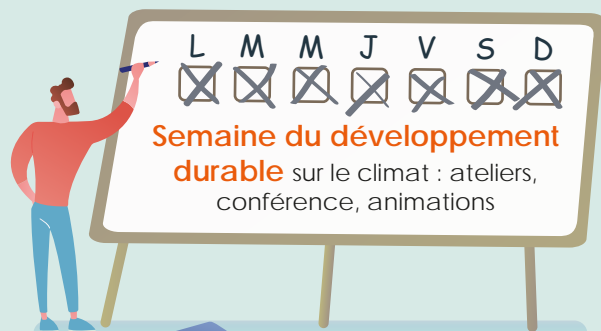 L M M J V S D
Semaine du développement
durable sur le climat : ateliers,
conférence, animations